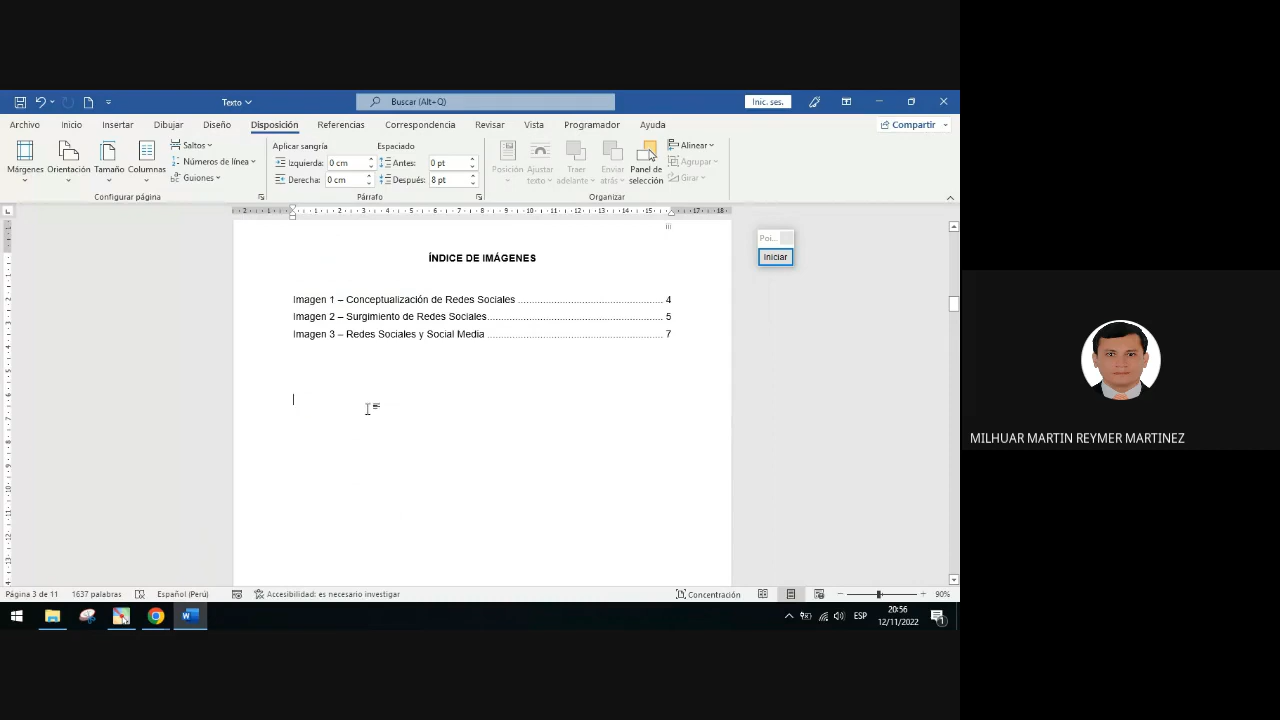 Texto
Buscar (Alt+Q)
Inic. ses.
Archivo Inicio Insertar Dibujar Diseño Disposición Referencias Correspondencia Revisar Vista Programador Ayuda Compartir
Márgenes
Orientación
Tamaño
Columnas
Saltos
Números de línea
Guiones
Configurar página
Aplicar sangría
Izquierda: 0 cm
Derecha: 0 cm
Espaciado
Antes: 0 pt
Después: 8 pt
Párrafo
Posición
Ajustar texto
Traer adelante
Enviar atrás
Panel de selección
Alinear
Agrupar
Girar
Organizar
iii
Poi...
Iniciar
ÍNDICE DE IMÁGENES
Imagen 1 – Conceptualización de Redes Sociales ........ 4
Imagen 2 – Surgimiento de Redes Sociales........ 5
Imagen 3 – Redes Sociales y Social Media ........ 7
MILHUAR MARTIN REYMER MARTINEZ
Página 3 de 11 1637 palabras Español (Perú) Accesibilidad: es necesario investigar Concentración 90%
ESP
20:56
12/11/2022